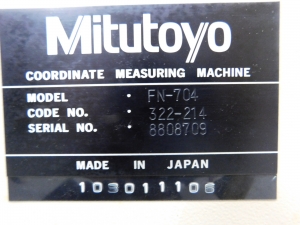 Mitutoyo
COORDINATE MEASURING MACHINE
MODEL · FN-704
CODE NO. · 322-214
SERIAL NO. · 8808709
MADE IN JAPAN
103011106